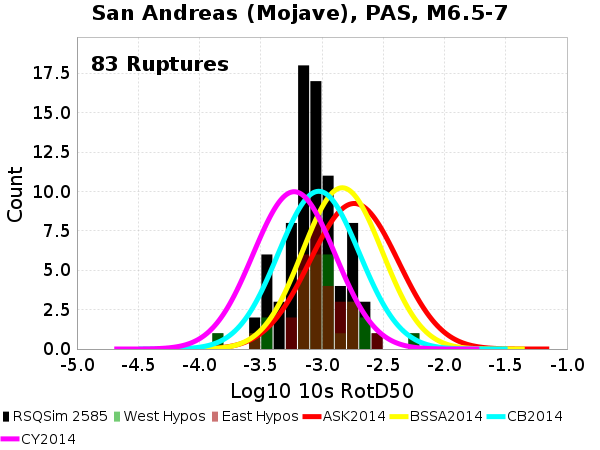 San Andreas (Mojave), PAS, M6.5-7
83 Ruptures
Count
17.5
15.0
12.5
10.0
7.5
5.0
2.5
0.0
-5.0 -4.5 -4.0 -3.5 -3.0 -2.5 -2.0 -1.5 -1.0
Log10 10s RotD50
RSQSim 2585 West Hypos East Hypos ASK2014 BSSA2014 CB2014
CY2014